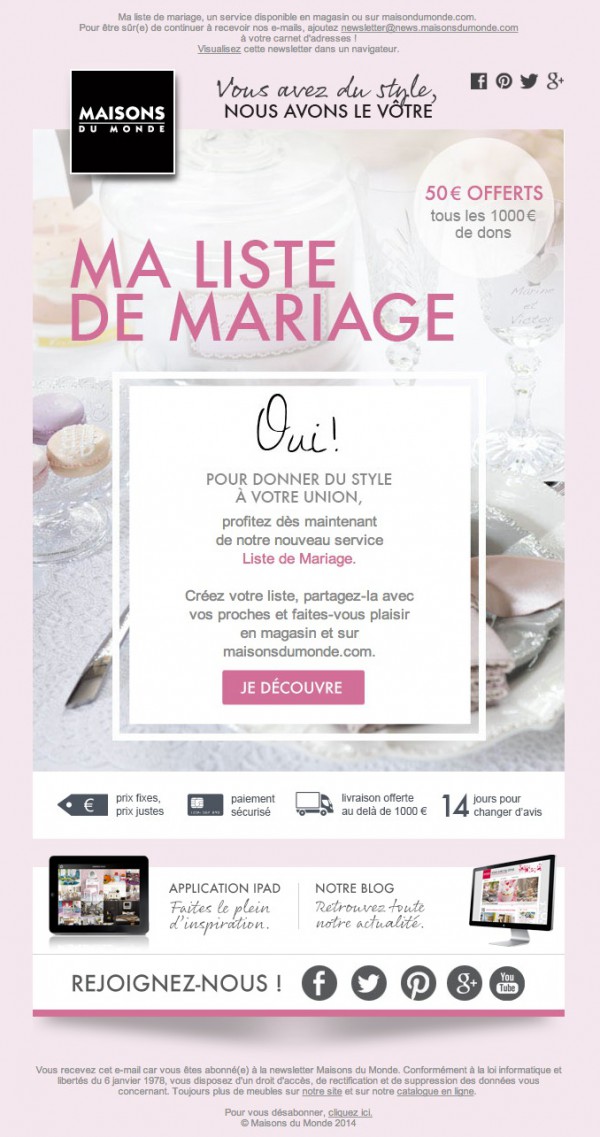 Ma liste de mariage, un service disponible en magasin ou sur maisondumonde.com.
Pour être sûr(e) de continuer à recevoir nos e-mails, ajoutez newsletter@news.maisonsdumonde.com
à votre carnet d'adresses !
Visualisez cette newsletter dans un navigateur.
MAISONS
DU MONDE
Vous avez du style,
NOUS AVONS LE VÔTRE
50€ OFFERTS
tous les 1000€
de dons
MA LISTE
DE MARIAGE
Marine
et
Victor
Oui!
POUR DONNER DU STYLE
À VOTRE UNION,
profitez dès maintenant
de notre nouveau service
Liste de Mariage.
Créez votre liste, partagez-la avec
vos proches et faites-vous plaisir
en magasin et sur
maisonsdumonde.com.
JE DÉCOUVRE
€ prix fixes,
prix justes
paiement
sécurisé
livraison offerte
au delà de 1000 €
14 jours pour
changer d'avis
APPLICATION IPAD
Faites le plein
d'inspiration.
NOTRE BLOG
Retrouvez toute
notre actualité.
REJOIGNEZ-NOUS !
You
Tube
Vous recevez cet e-mail car vous êtes abonné(e) à la newsletter Maisons du Monde. Conformément à la loi informatique et
libertés du 6 janvier 1978, vous disposez d'un droit d'accès, de rectification et de suppression des données vous
concernant. Toujours plus de meubles sur notre site et sur notre catalogue en ligne.
Pour vous désabonner, cliquez ici.
© Maisons du Monde 2014